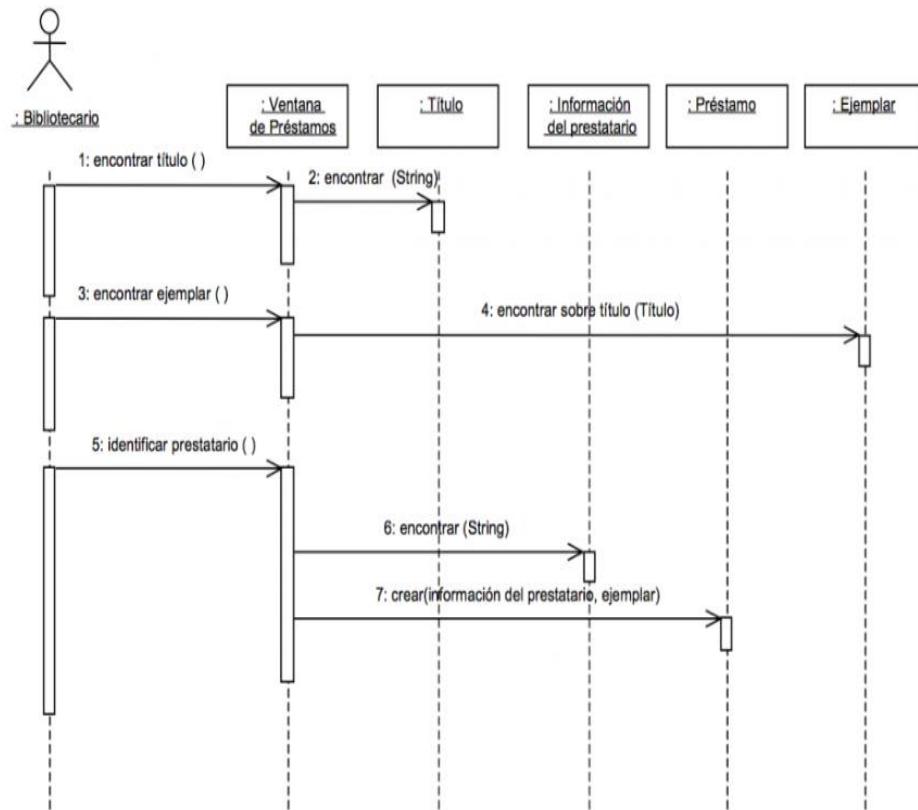 : Bibliotecario
: Ventana
de Préstamos
: Título
: Información
del prestatario
: Préstamo
: Ejemplar
1: encontrar título ( )
2: encontrar (String)
3: encontrar ejemplar ( )
4: encontrar sobre título (Título)
5: identificar prestatario ( )
6: encontrar (String)
7: crear(información del prestatario, ejemplar)